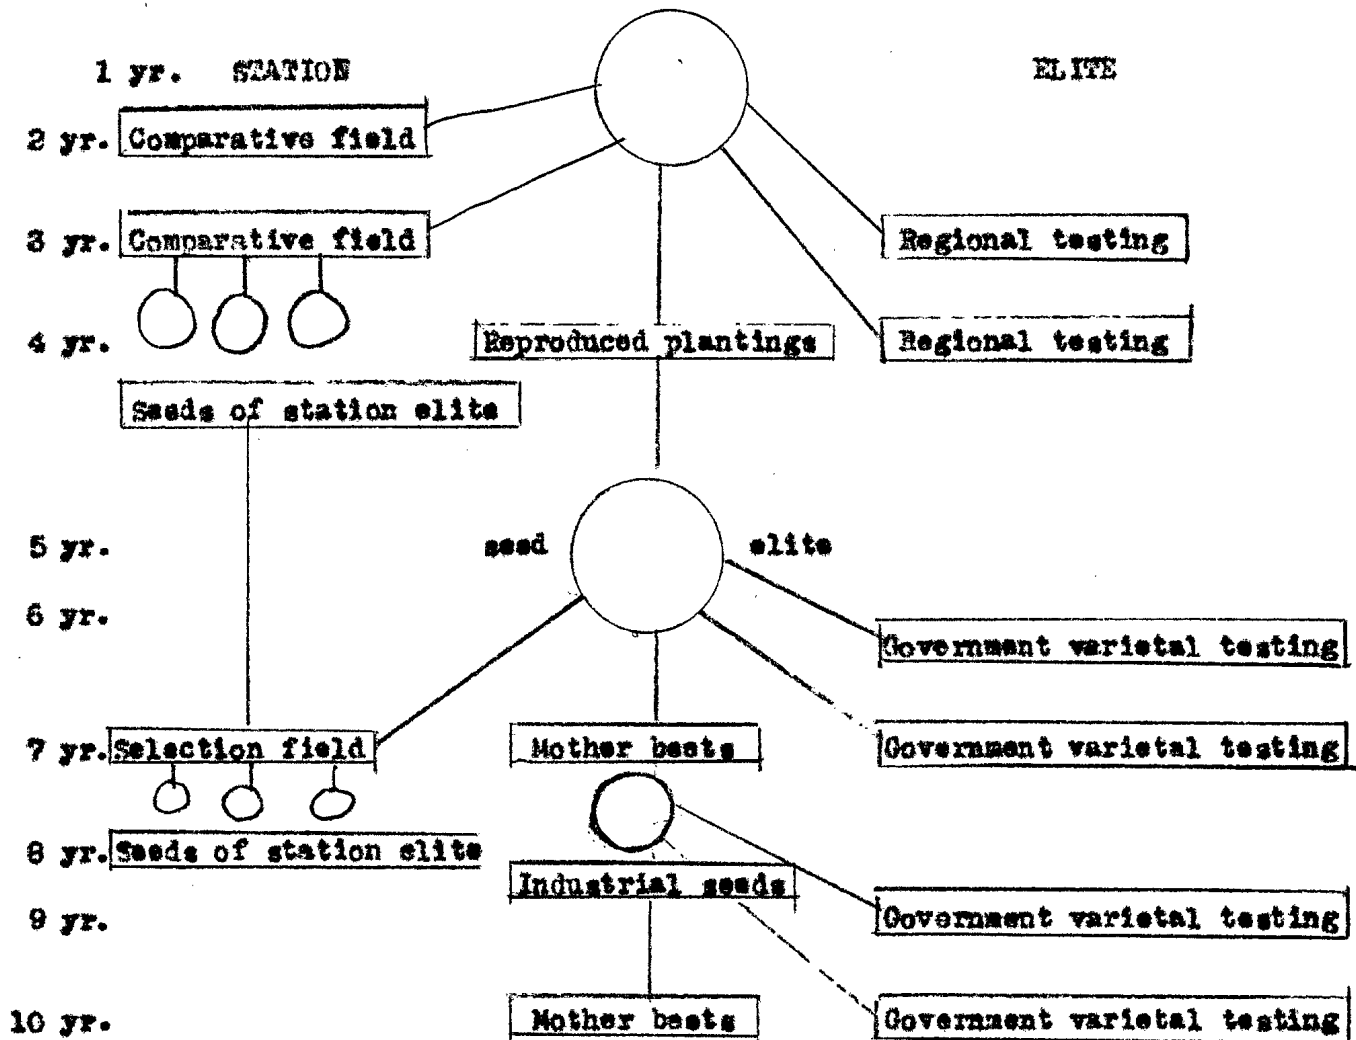 1 yr. STATION ELITE
2 yr. Comparative field
3 yr. Comparative field Regional testing
4 yr. Reproduced plantings Regional testing
Seeds of station elite
5 yr. seed elite
6 yr.
Government varietal testing
7 yr. Selection field Mother beets Government varietal testing
8 yr. Seeds of station elite
Industrial seeds
9 yr. Government varietal testing
10 yr. Mother beets Government varietal testing